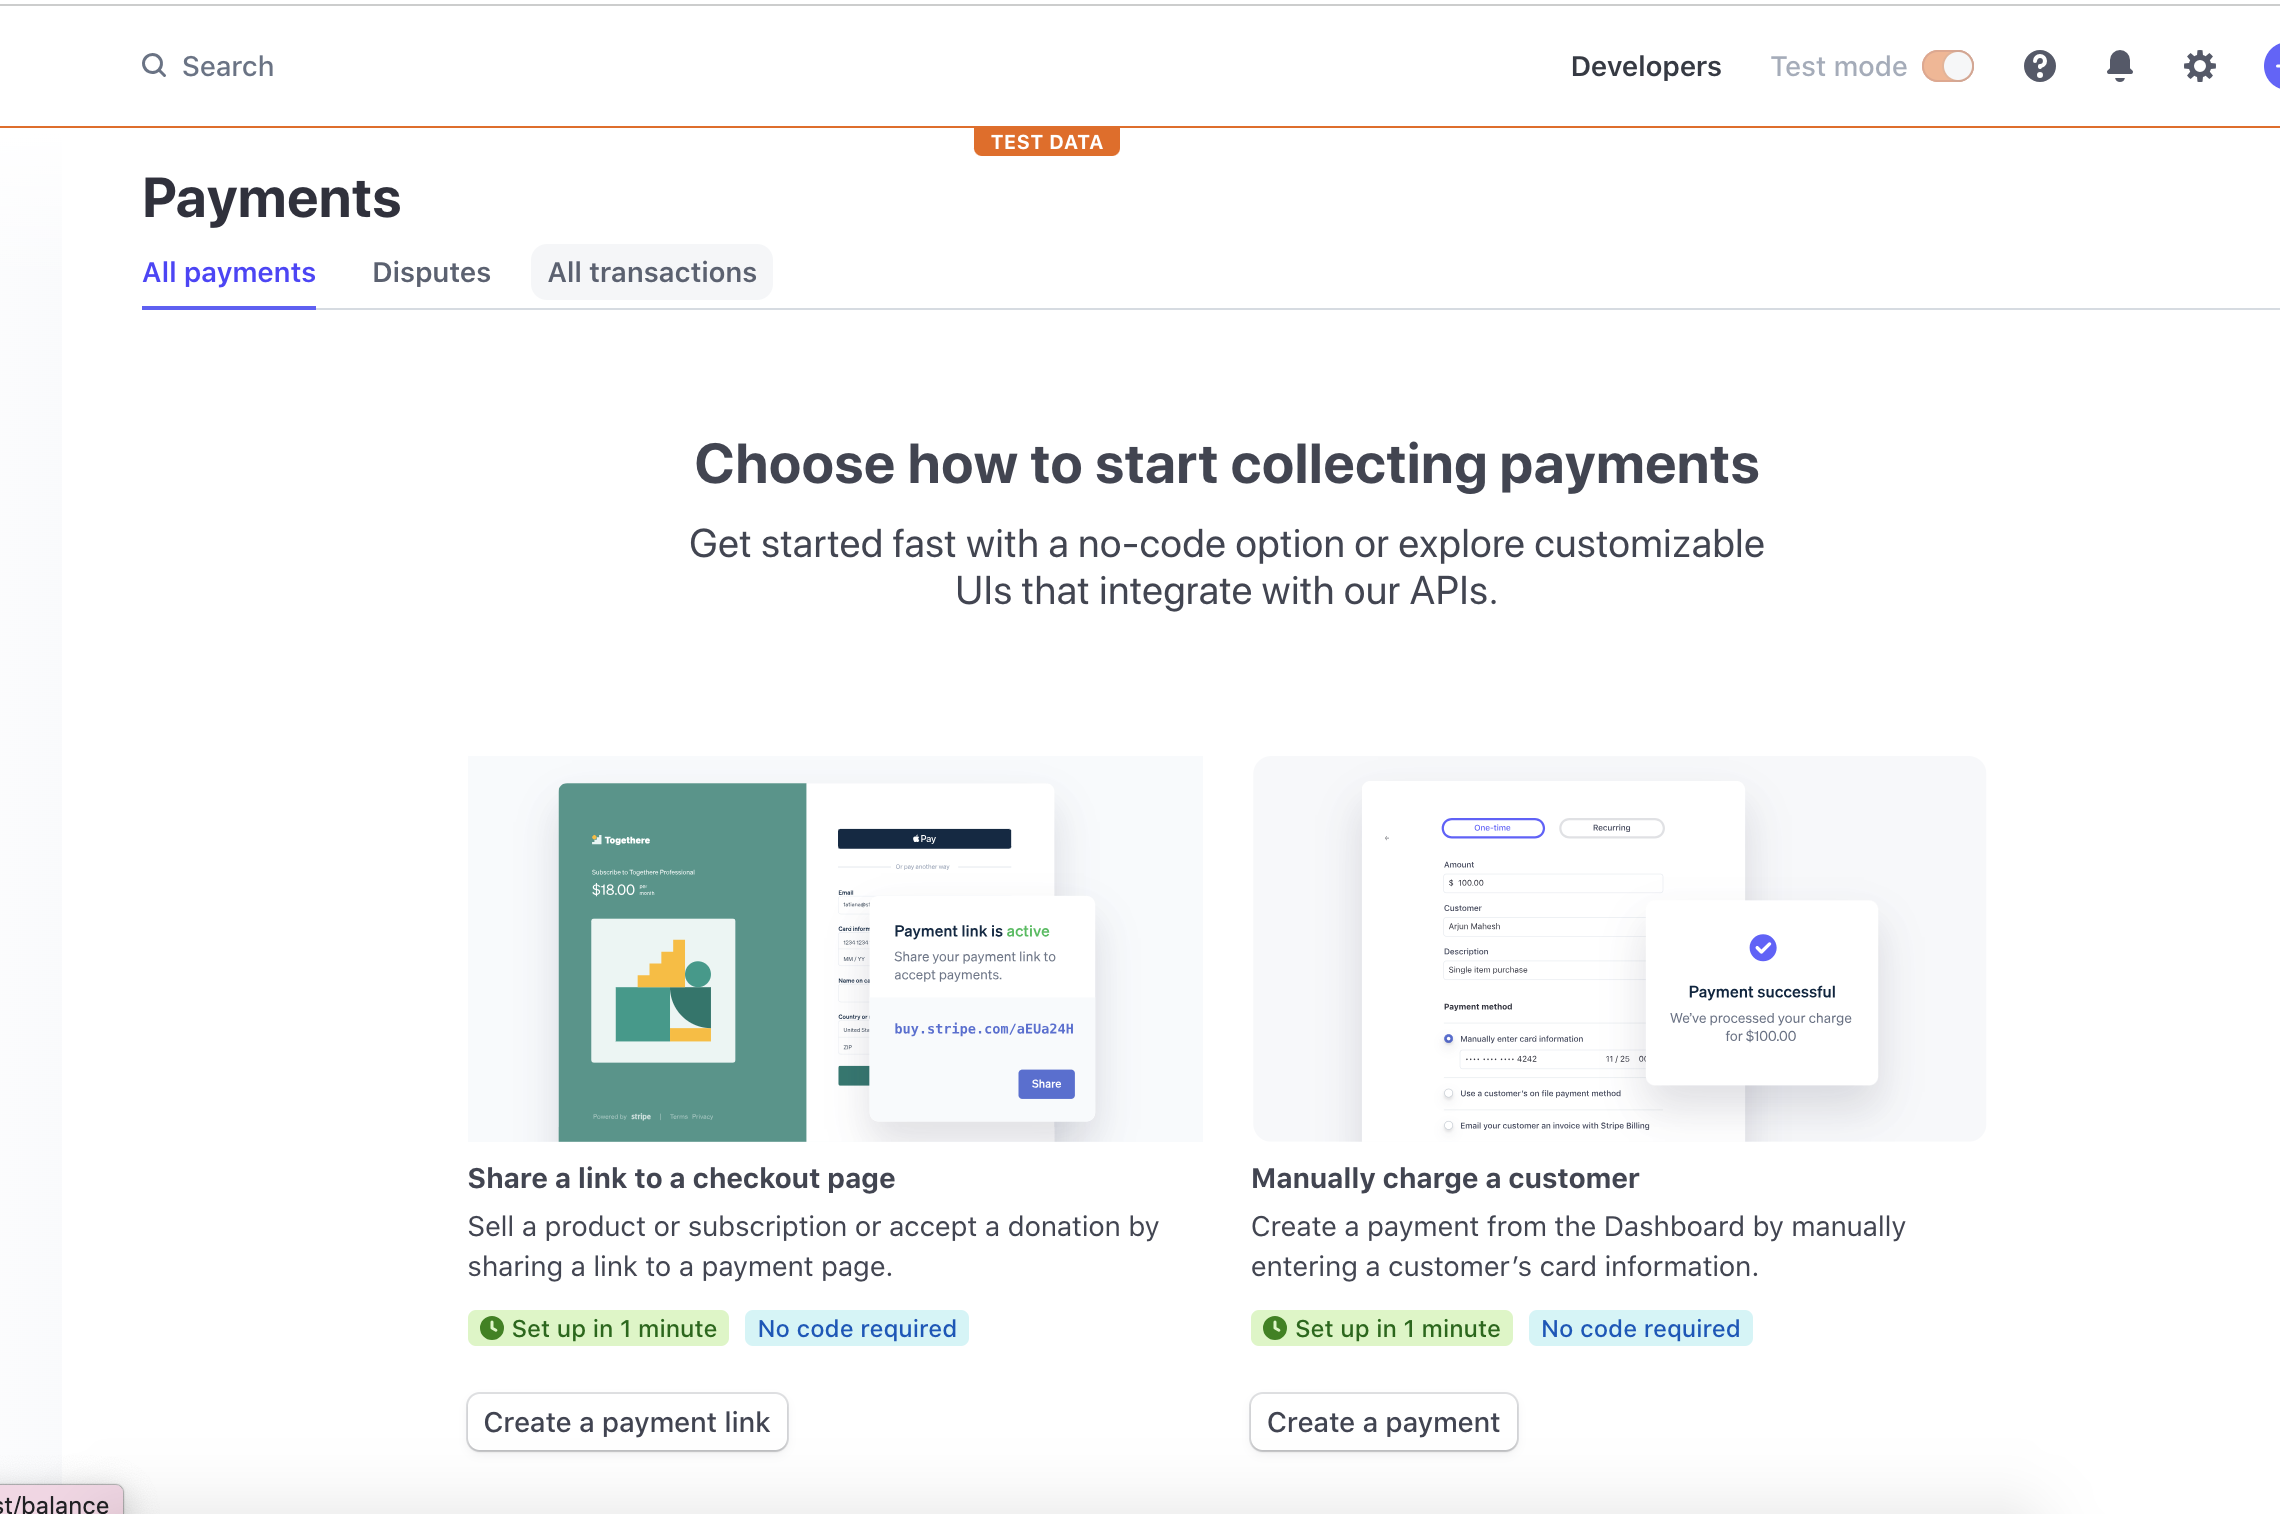 Search
Developers
Test mode
TEST DATA
Payments
All payments
Disputes
All transactions
Choose how to start collecting payments
Get started fast with a no-code option or explore customizable
UIs that integrate with our APIs.
Togethere
Subscribe to Togethere Professional
$18.00 per
month
Powered by stripe | Terms Privacy
Pay
Or pay another way
Email
Card inform
1234 1234
MM / YY
Name on ca
Country or
United Sta
ZIP
Payment link is active
Share your payment link to
accept payments.
buy.stripe.com/aEUa24H
Share
One-time
Recurring
Amount
$ 100.00
Customer
Arjun Mahesh
Description
Single item purchase
Payment method
Manually enter card information
•••• •••• •••• 4242 11 / 25
Use a customer's on file payment method
Email your customer an invoice with Stripe Billing
Payment successful
We've processed your charge
for $100.00
Share a link to a checkout page
Sell a product or subscription or accept a donation by
sharing a link to a payment page.
Set up in 1 minute
No code required
Create a payment link
Manually charge a customer
Create a payment from the Dashboard by manually
entering a customer’s card information.
Set up in 1 minute
No code required
Create a payment
st/balance